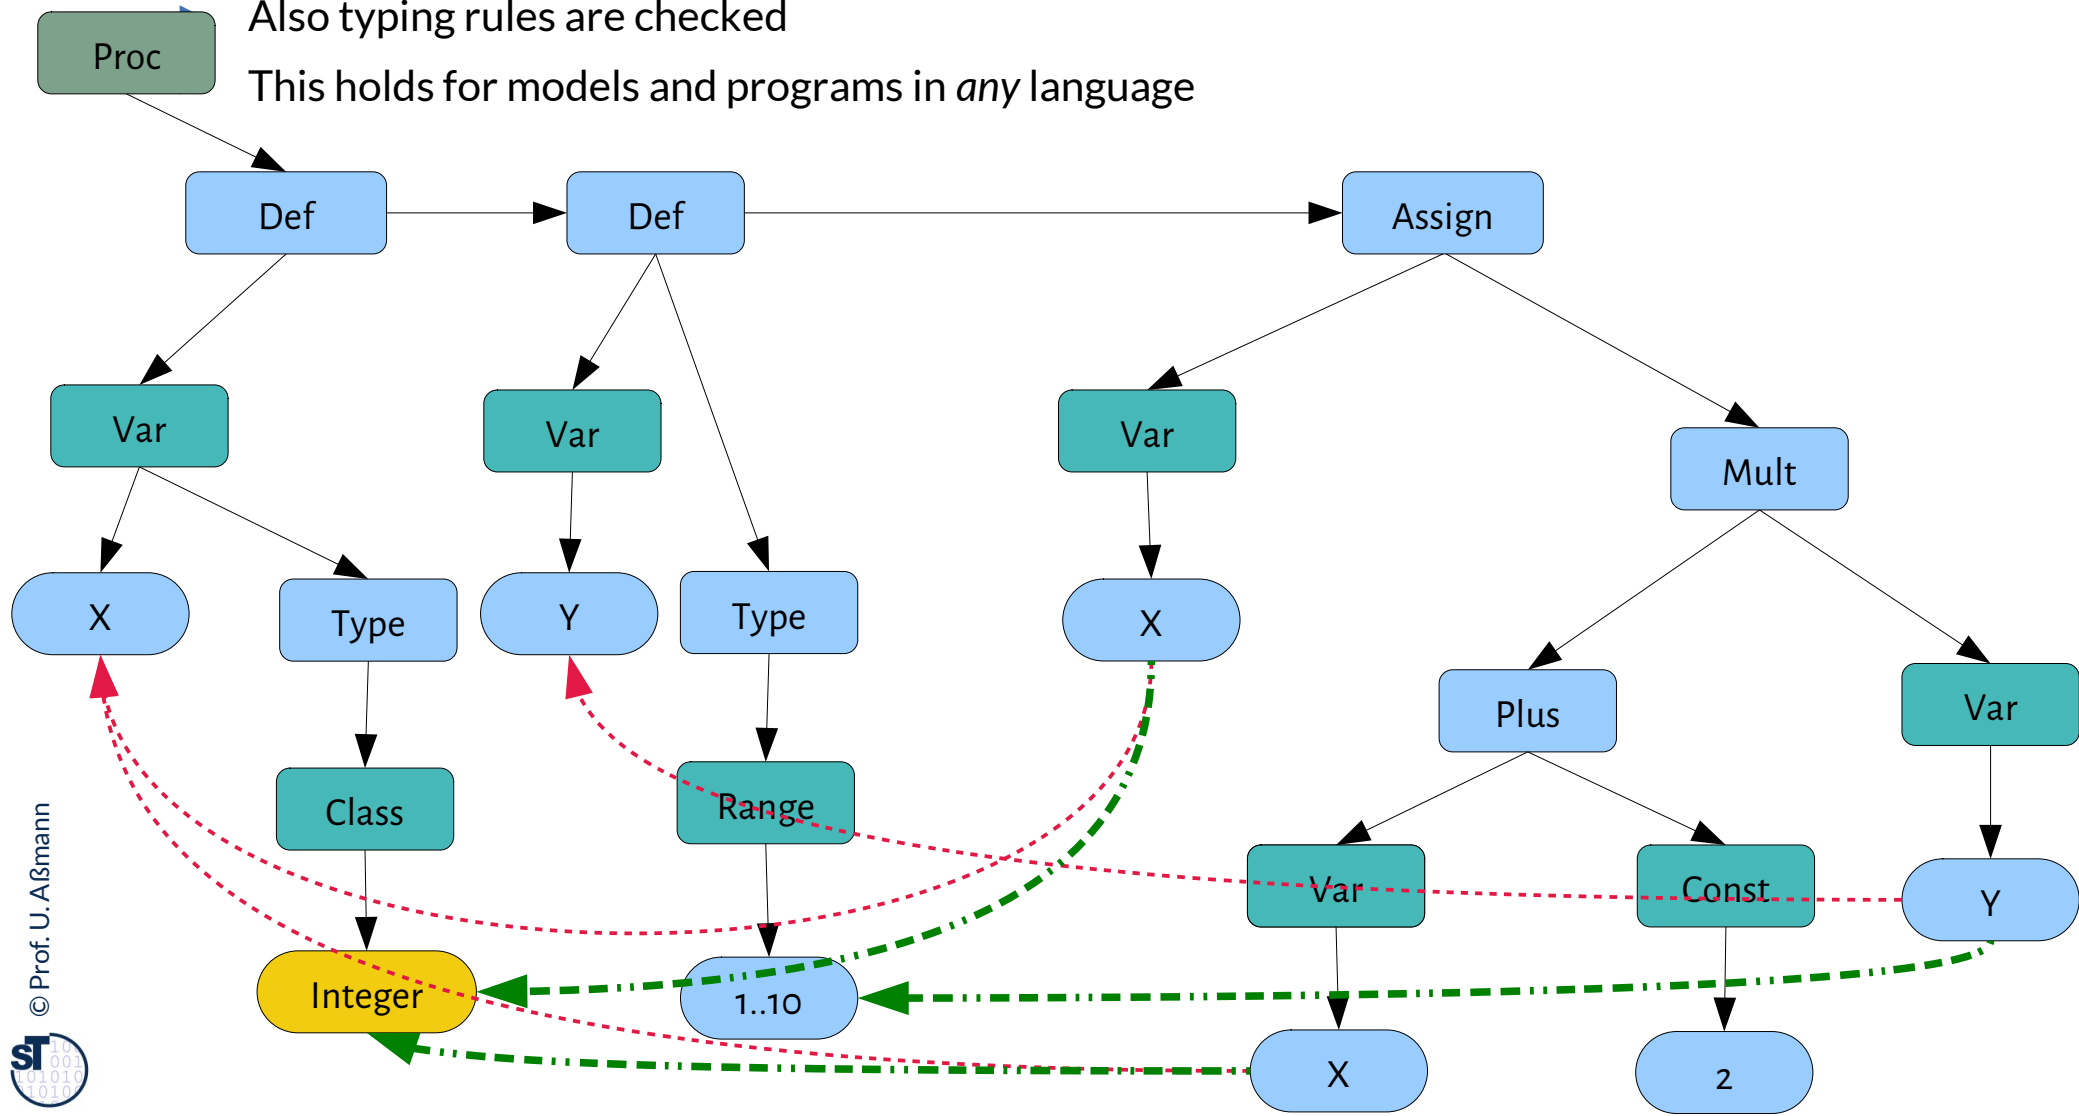 Also typing rules are checked
Proc
This holds for models and programs in any language
Def
Def
Assign
Var
Var
Var
Mult
X
Type
Y
Type
X
Plus
Var
Class
Range
Var
Const
Y
Integer
1..10
X
2
© Prof. U. Aßmann
ST